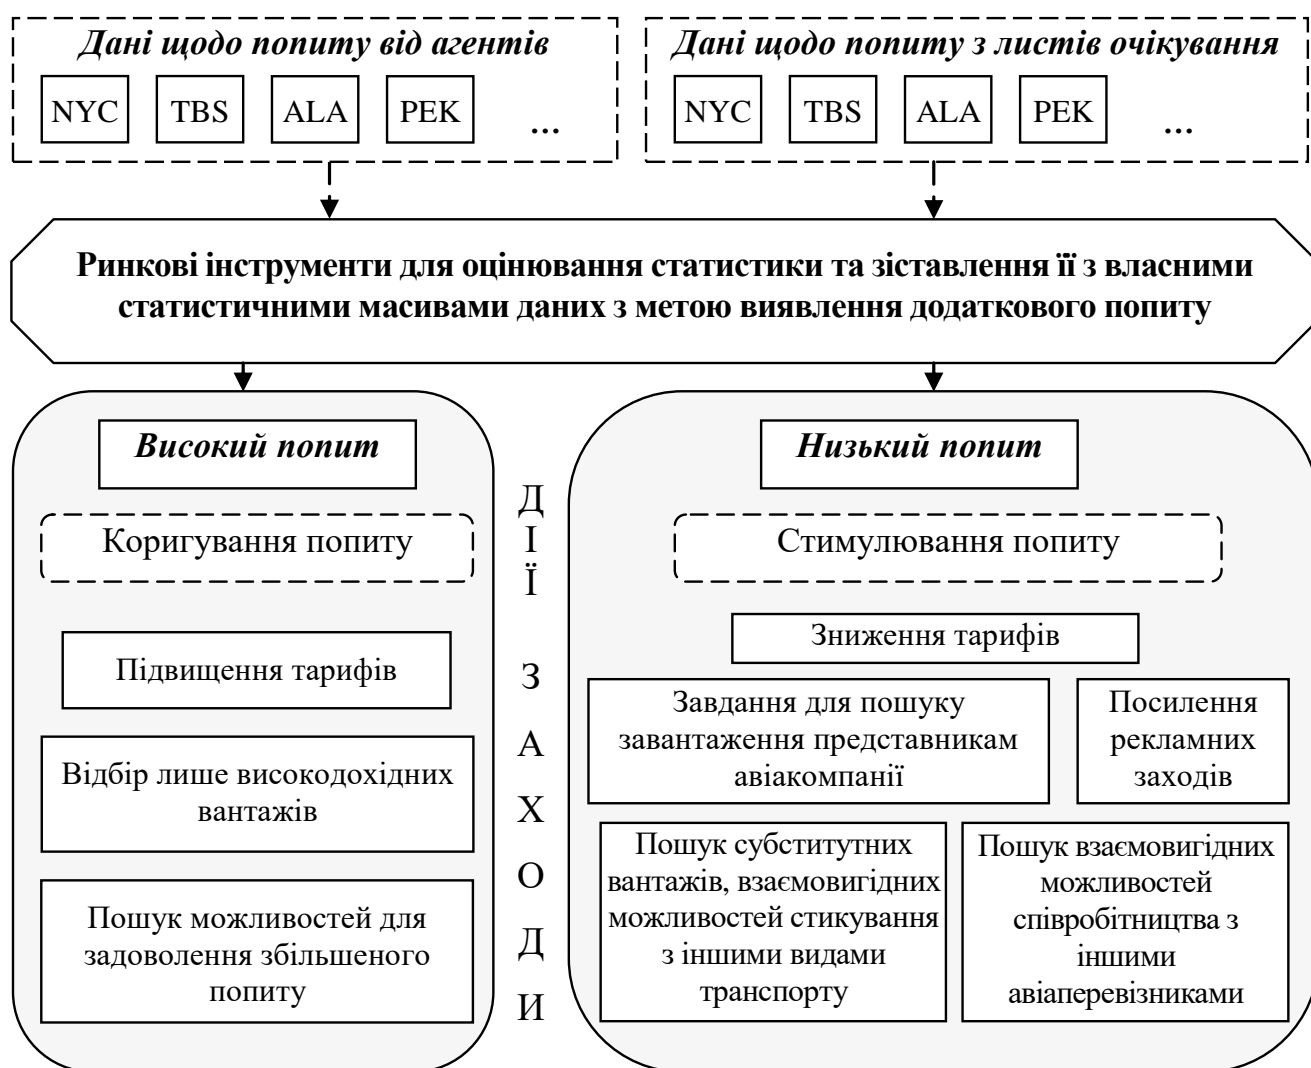 Дані щодо попиту від агентів
NYC TBS ALA PEK ...
Дані щодо попиту з листів очікування
NYC TBS ALA PEK ...
Ринкові інструменти для оцінювання статистики та зіставлення її з власними
статистичними масивами даних з метою виявлення додаткового попиту
Високий попит
Коригування попиту
Підвищення тарифів
Відбір лише високодохідних
вантажів
Пошук можливостей для
задоволення збільшеного
попиту
Д
І
Ї
З
А
Х
О
Д
И
Низький попит
Стимулювання попиту
Зниження тарифів
Завдання для пошуку
завантаження представникам
авіакомпанії
Посилення
рекламних
заходів
Пошук субститутних
вантажів, взаємовигідних
можливостей стикування
з іншими видами
транспорту
Пошук взаємовигідних
можливостей
співробітництва з
іншими
авіаперевізниками